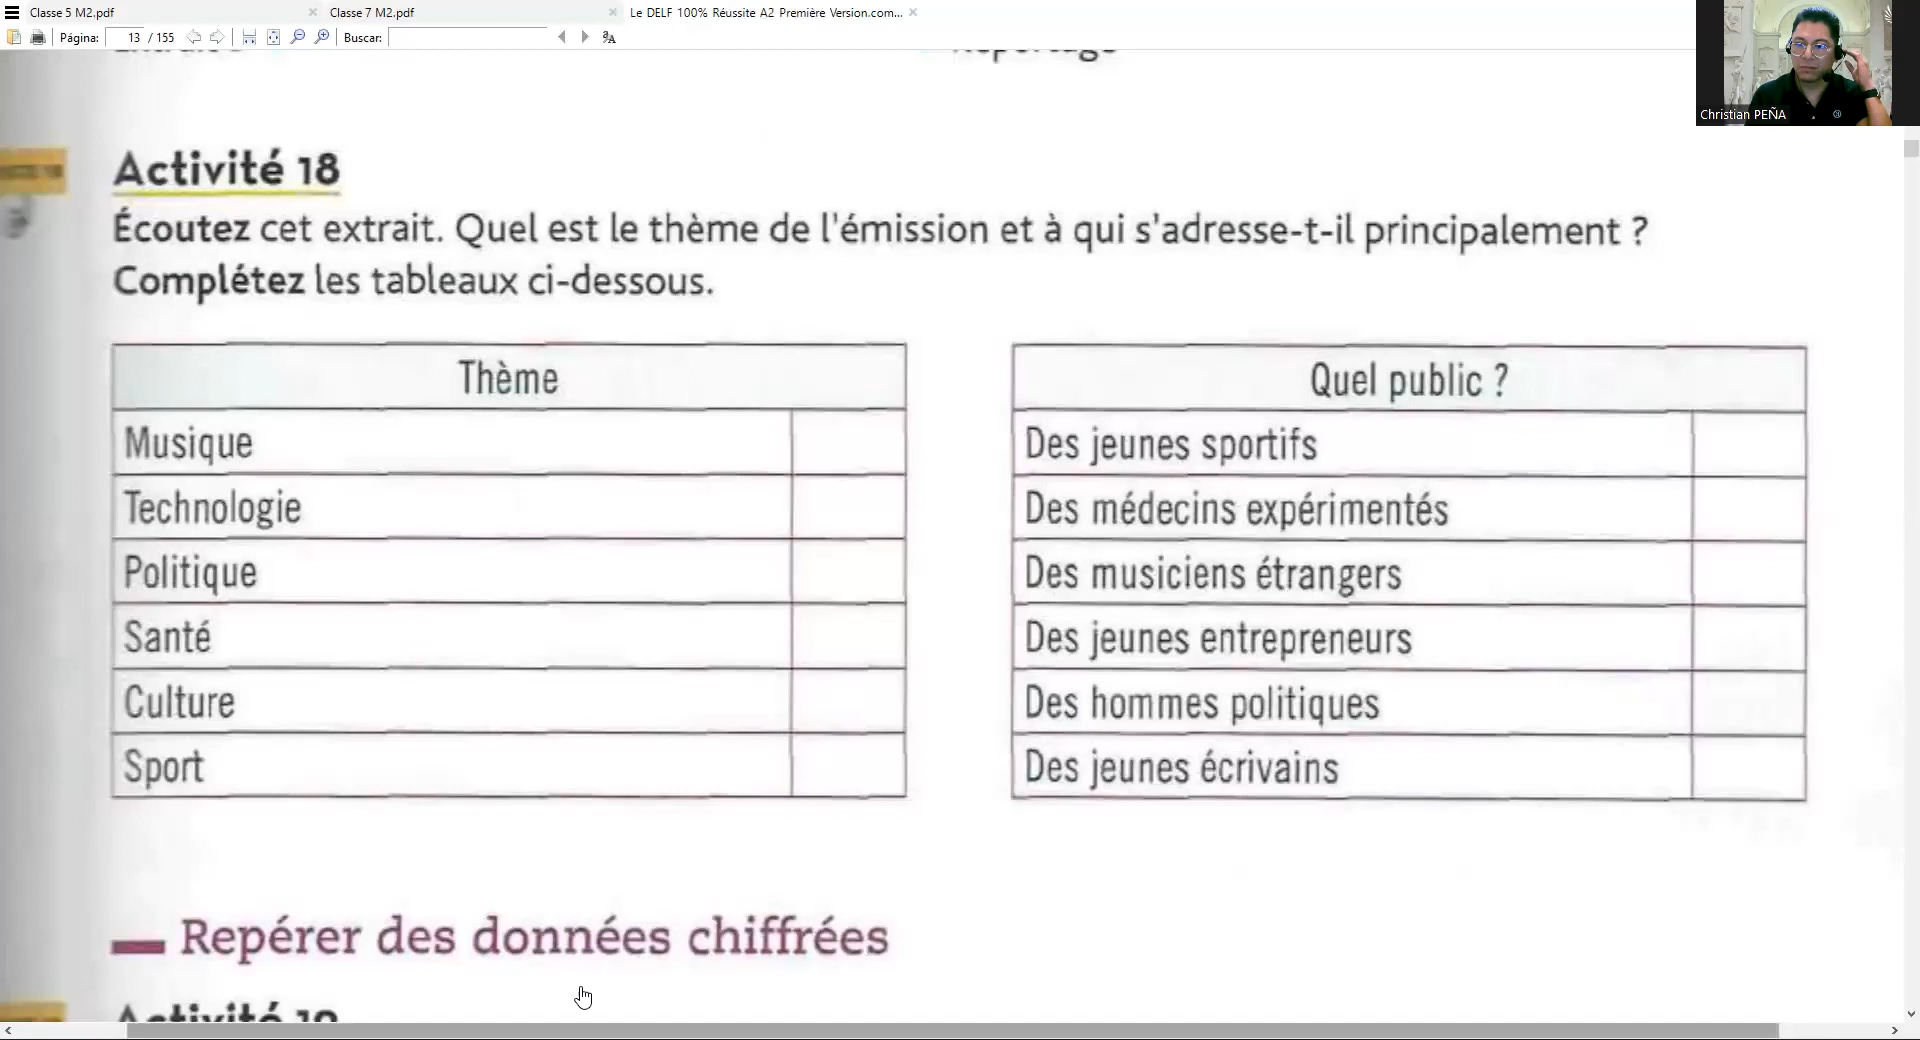 Classe 5 M2.pdf
Classe 7 M2.pdf
Le DELF 100% Réussite A2 Première Version.com...
Página: 13 / 155
Buscar:
Christian PEÑA
Reportage
Activité 18
Écoutez cet extrait. Quel est le thème de l'émission et à qui s'adresse-t-il principalement ?
Complétez les tableaux ci-dessous.
Thème
Musique
Technologie
Politique
Santé
Culture
Sport
Quel public ?
Des jeunes sportifs
Des médecins expérimentés
Des musiciens étrangers
Des jeunes entrepreneurs
Des hommes politiques
Des jeunes écrivains
Repérer des données chiffrées
Activité 19